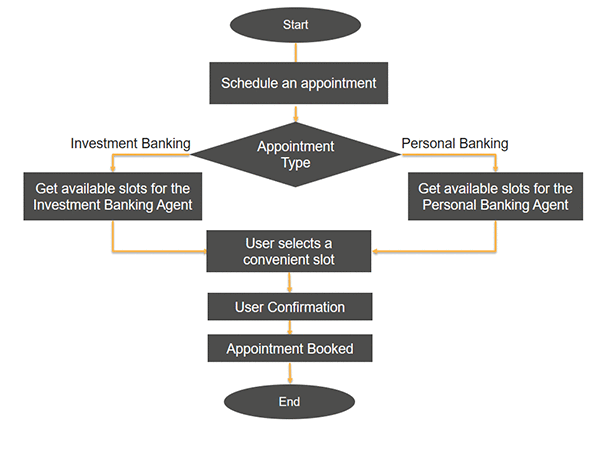 Start
Schedule an appointment
Investment Banking
Appointment
Type
Personal Banking
Get available slots for the
Investment Banking Agent
Get available slots for the
Personal Banking Agent
User selects a
convenient slot
User Confirmation
Appointment Booked
End